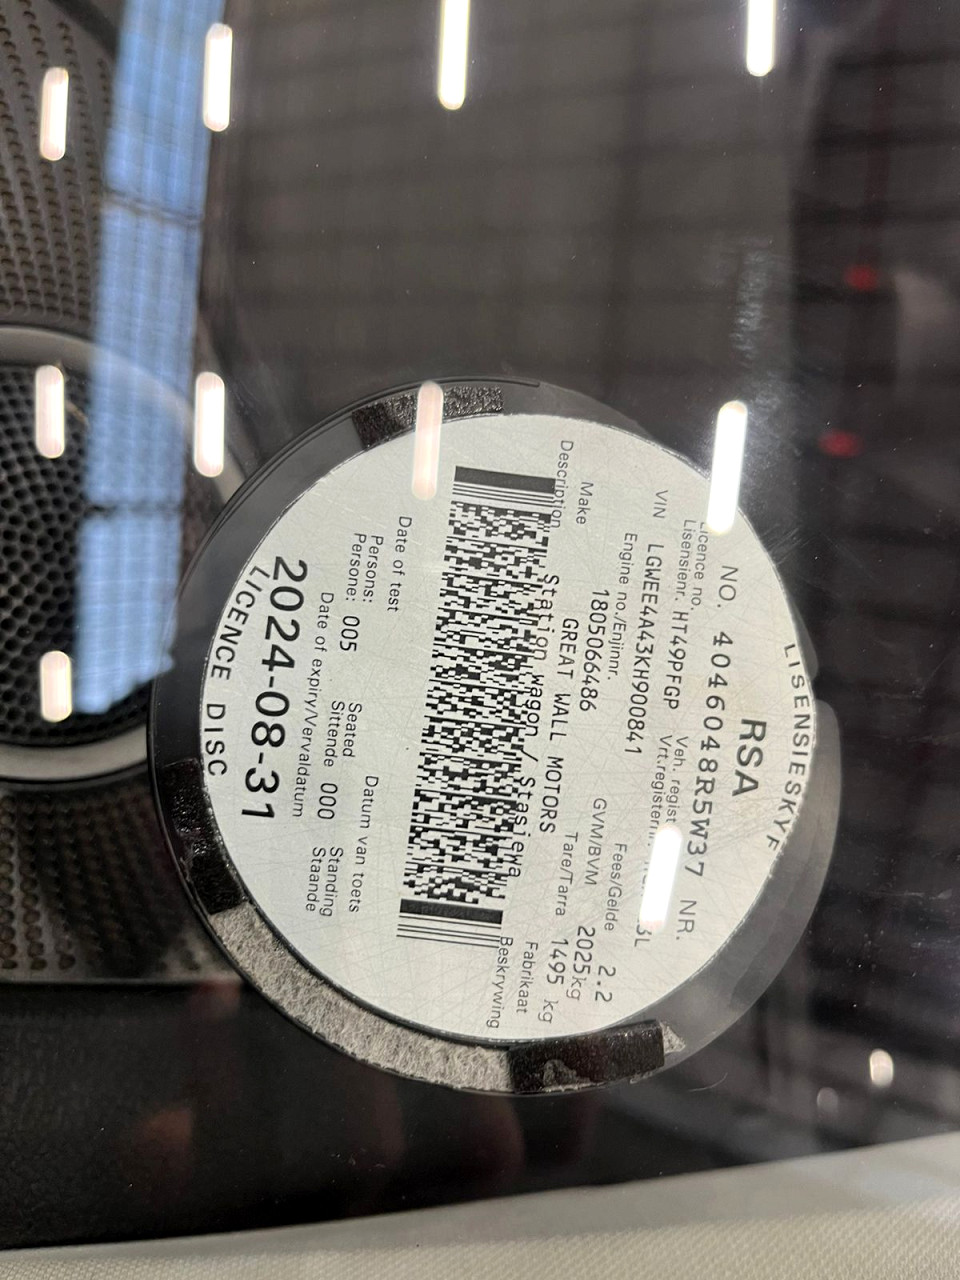 LISENSIESKYF
RSA
NO. 4046048R5W37 NR.
Licence no.
Lisensienr. HT49PFGP Veh. regist
Vrt.register
VIN LGWEE4A43KH900841
Engine no./Enjinnr. Fees/Gelde 2.2
180506486 GVM/BVM 2025kg
Make GREAT WALL MOTORS Tare/Tarra 1495 kg Fabrikaat
Description Station wagon / Stasiewa Beskrywing
Date of test Datum van toets
Persons: Seated Standing
Persone: 005 Sittende 000 Staande
Date of expiry/Vervaldatum
2024-08-31
LICENCE DISC